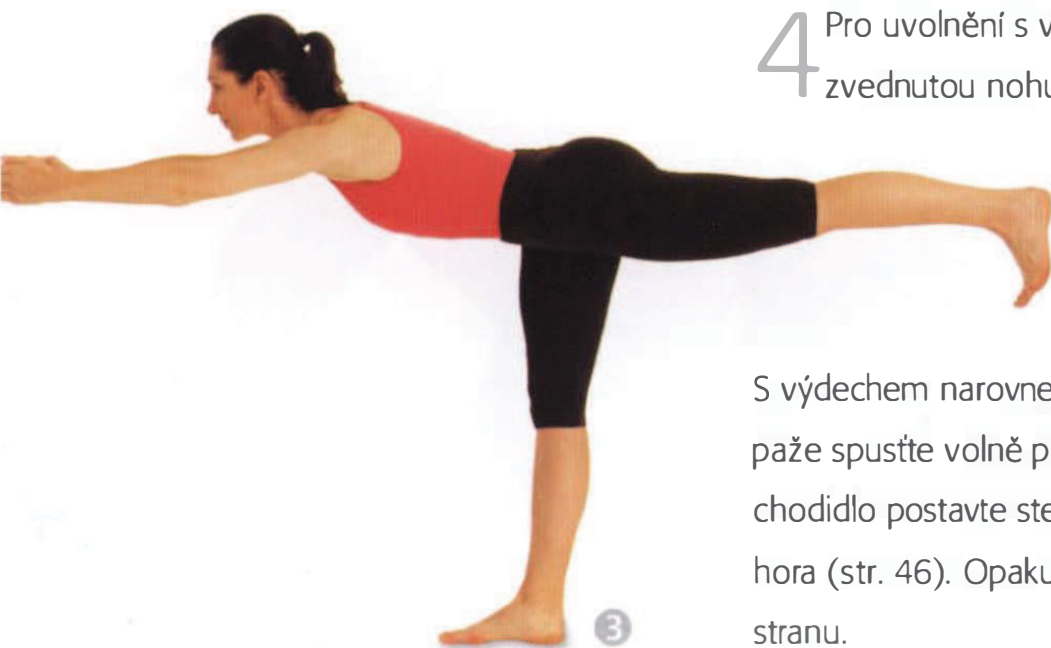 4 Pro uvolnění s v
zvednutou nohu
S výdechem narovne
paže spusťte volně p
chodidlo postavte ste
hora (str. 46). Opaku
stranu.
3